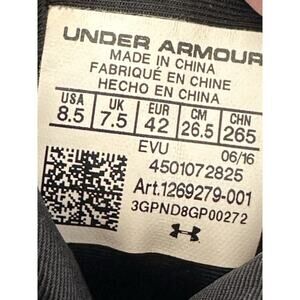 UNDER ARMOUR
MADE IN CHINA
FABRIQUÉ EN CHINE
HECHO EN CHINA
USA UK EUR CM CHN
8.5 7.5 42 26.5 265
EVU 06/16
4501072825
Art.1269279-001
3GPND8GP00272